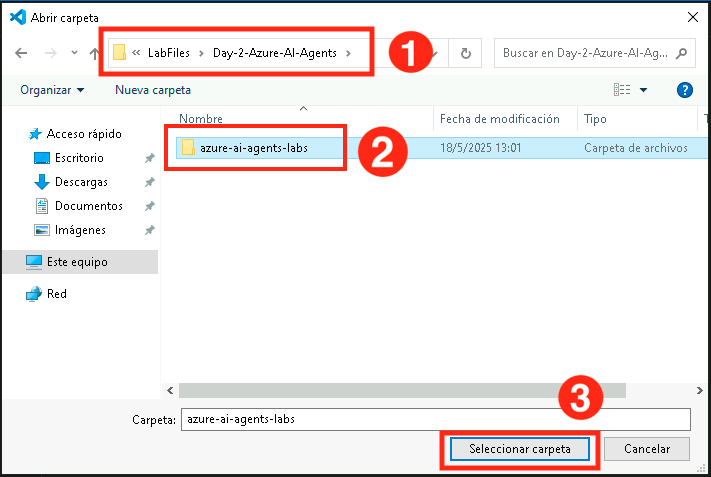 Abrir carpeta
« LabFiles › Day-2-Azure-AI-Agents ›
1
Buscar en Day-2-Azure-AI-Ag...
Organizar
Nueva carpeta
?
Nombre
Fecha de modificación
Tipo
T
Acceso rápido
Escritorio
Descargas
Documentos
Imágenes
Este equipo
Red
azure-ai-agents-labs
2
18/5/2025 13:01
Carpeta de archivos
3
Carpeta:
azure-ai-agents-labs
Seleccionar carpeta
Cancelar